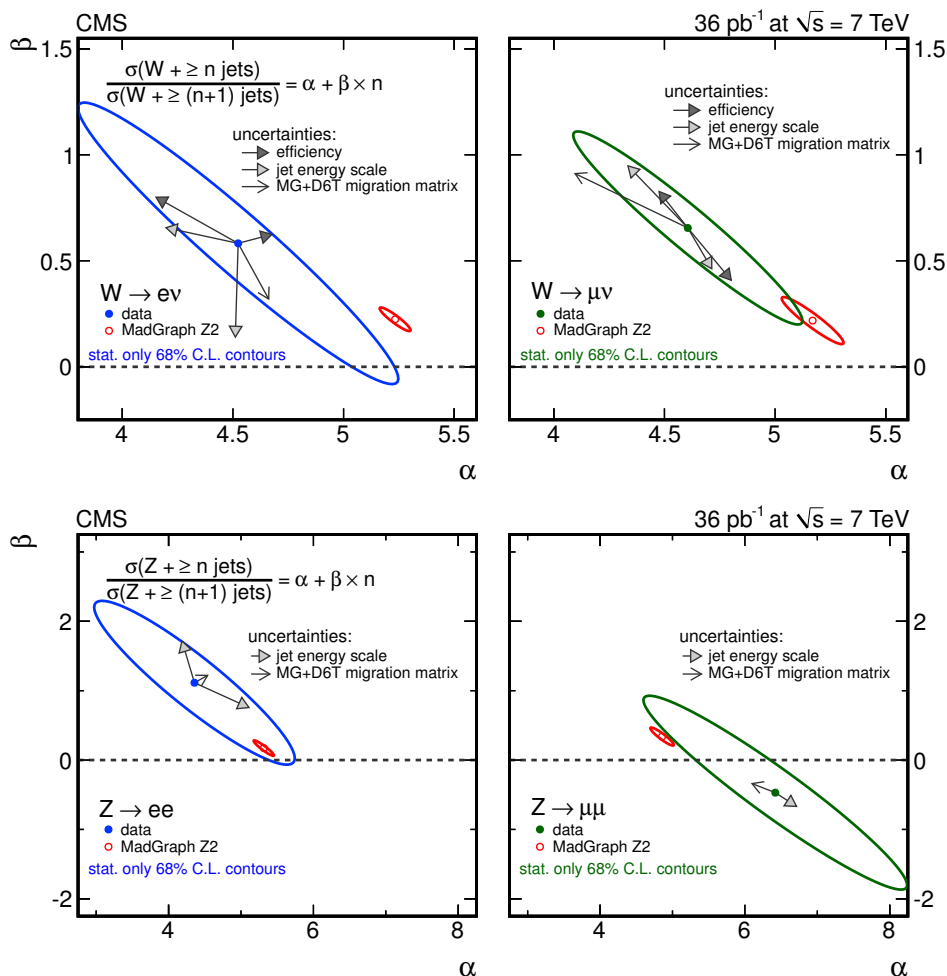 CMS
36 pb⁻¹ at √s = 7 TeV
β
1.5
1
0.5
0
σ(W + ≥ n jets)
σ(W + ≥ (n+1) jets)
= α + β × n
uncertainties:
efficiency
jet energy scale
MG+D6T migration matrix
W → eν
data
MadGraph Z2
stat. only 68% C.L. contours
4
4.5
5
5.5
α
uncertainties:
efficiency
jet energy scale
MG+D6T migration matrix
W → μν
data
MadGraph Z2
stat. only 68% C.L. contours
1.5
1
0.5
0
4
4.5
5
5.5
α
CMS
36 pb⁻¹ at √s = 7 TeV
β
2
0
-2
σ(Z + ≥ n jets)
σ(Z + ≥ (n+1) jets)
= α + β × n
uncertainties:
jet energy scale
MG+D6T migration matrix
Z → ee
data
MadGraph Z2
stat. only 68% C.L. contours
4
6
8
α
uncertainties:
jet energy scale
MG+D6T migration matrix
Z → μμ
data
MadGraph Z2
stat. only 68% C.L. contours
2
0
-2
4
6
8
α